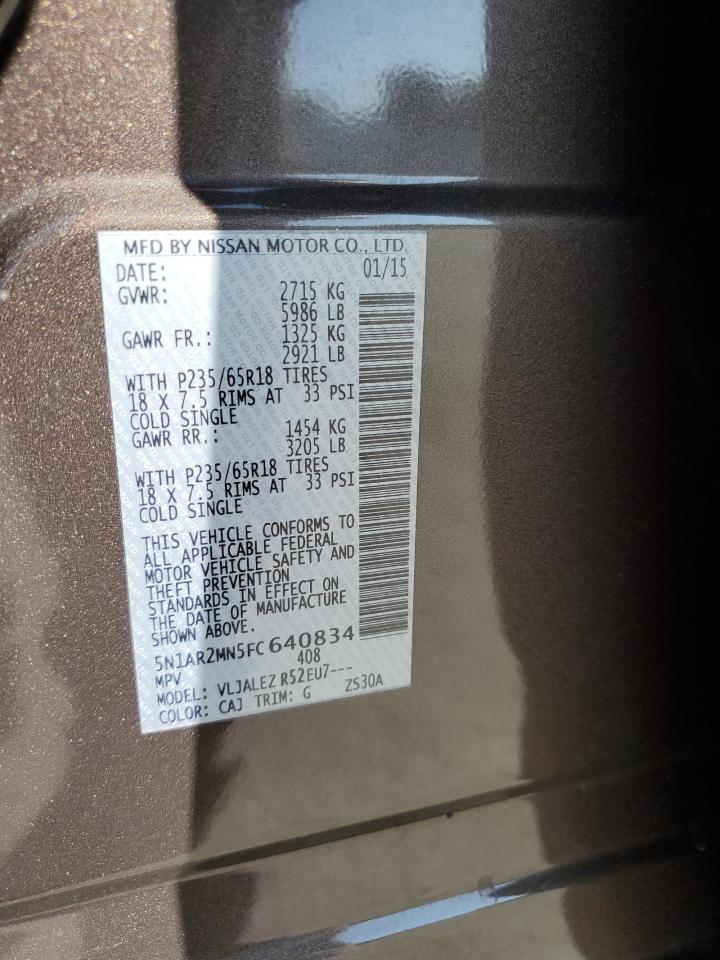 MFD BY NISSAN MOTOR CO., LTD.
DATE: 01/15
GVWR: 2715 KG
5986 LB
GAWR FR.: 1325 KG
2921 LB
WITH P235/65R18 TIRES
18 X 7.5 RIMS AT 33 PSI
COLD SINGLE
GAWR RR.: 1454 KG
3205 LB
WITH P235/65R18 TIRES
18 X 7.5 RIMS AT 33 PSI
COLD SINGLE
THIS VEHICLE CONFORMS TO
ALL APPLICABLE FEDERAL
MOTOR VEHICLE SAFETY AND
THEFT PREVENTION
STANDARDS IN EFFECT ON
THE DATE OF MANUFACTURE
SHOWN ABOVE.
5N1AR2MN5FC640834
MPV 408
MODEL: VLJALEZ R52EU7---
COLOR: CAJ TRIM: G ZS30A